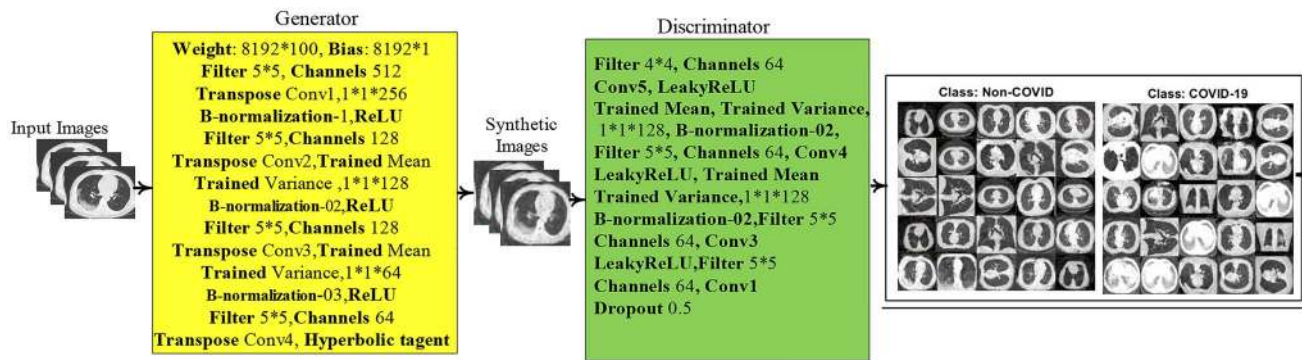 Generator
Weight: 8192*100, Bias: 8192*1
Filter 5*5, Channels 512
Transpose Conv1,1*1*256
B-normalization-1,ReLU
Filter 5*5,Channels 128
Transpose Conv2,Trained Mean
Trained Variance ,1*1*128
B-normalization-02,ReLU
Filter 5*5,Channels 128
Transpose Conv3,Trained Mean
Trained Variance,1*1*64
B-normalization-03,ReLU
Filter 5*5,Channels 64
Transpose Conv4, Hyperbolic tagent
Input Images
Synthetic
Images
Discriminator
Filter 4*4, Channels 64
Conv5, LeakyReLU
Trained Mean, Trained Variance,
1*1*128, B-normalization-02,
Filter 5*5, Channels 64, Conv4
LeakyReLU, Trained Mean
Trained Variance,1*1*128
B-normalization-02,Filter 5*5
Channels 64, Conv3
LeakyReLU,Filter 5*5
Channels 64, Conv1
Dropout 0.5
Class: Non-COVID
Class: COVID-19